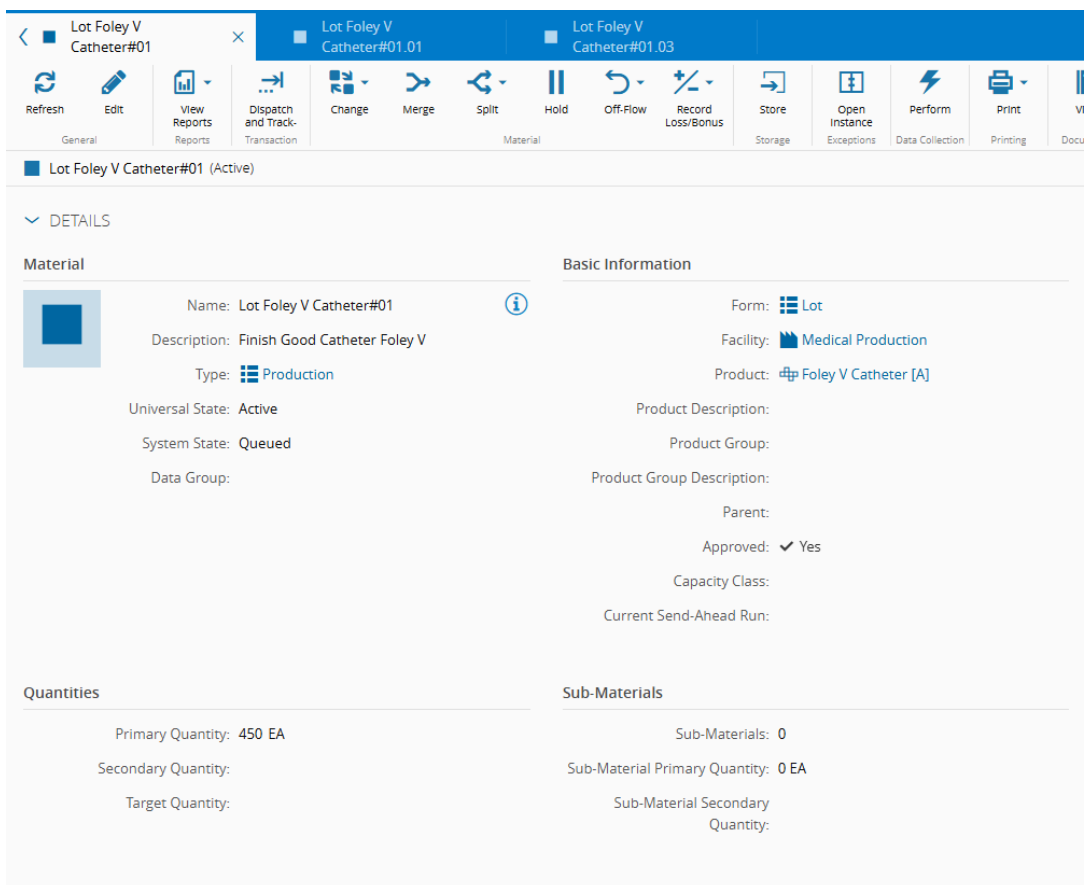 Lot Foley V
Catheter#01
Lot Foley V
Catheter#01.01
Lot Foley V
Catheter#01.03
Refresh
Edit
View
Reports
Dispatch
and Track-
Change
Merge
Split
Hold
Off-Flow
Record
Loss/Bonus
Store
Open
Instance
Perform
Print
General
Reports
Transaction
Material
Storage
Exceptions
Data Collection
Printing
Lot Foley V Catheter#01 (Active)
DETAILS
Material
Name: Lot Foley V Catheter#01
Description: Finish Good Catheter Foley V
Type: Production
Universal State: Active
System State: Queued
Data Group:
Basic Information
Form: Lot
Facility: Medical Production
Product: Foley V Catheter [A]
Product Description:
Product Group:
Product Group Description:
Parent:
Approved: Yes
Capacity Class:
Current Send-Ahead Run:
Quantities
Primary Quantity: 450 EA
Secondary Quantity:
Target Quantity:
Sub-Materials
Sub-Materials: 0
Sub-Material Primary Quantity: 0 EA
Sub-Material Secondary
Quantity: